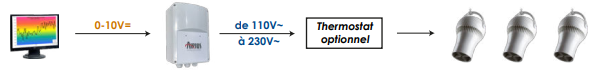 0-10V=
de 110V~
à 230V~
Thermostat
optionnel